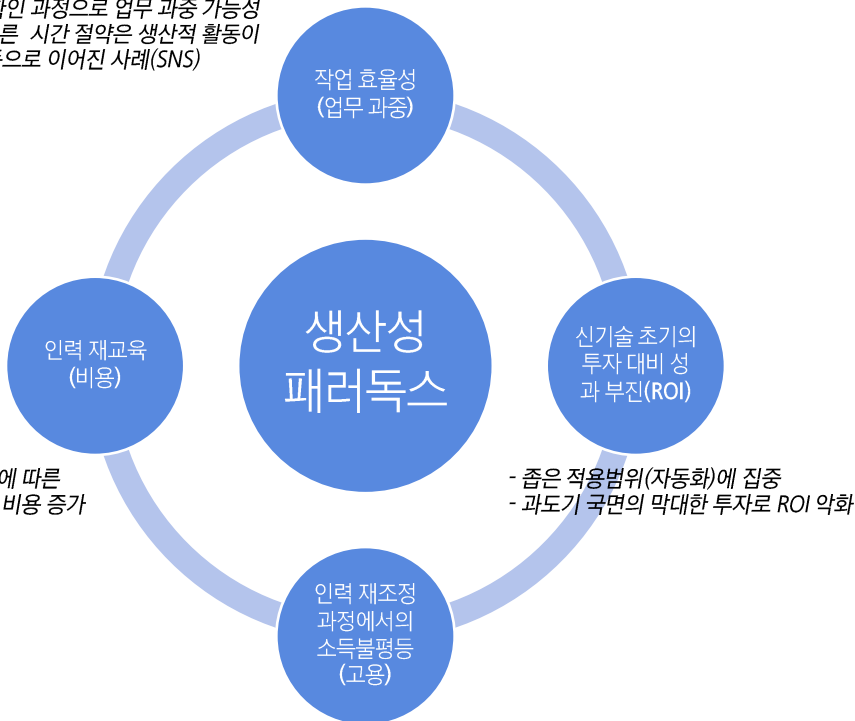 확인 과정으로 업무 과중 가능성
른 시간 절약은 생산적 활동이
으로 이어진 사례(SNS)
작업 효율성
(업무 과중)
생산성
패러독스
인력 재교육
(비용)
신기술 초기의
투자 대비 성
과 부진(ROI)
에 따른
비용 증가
- 좁은 적용범위(자동화)에 집중
- 과도기 국면의 막대한 투자로 ROI 악화
인력 재조정
과정에서의
소득불평등
(고용)